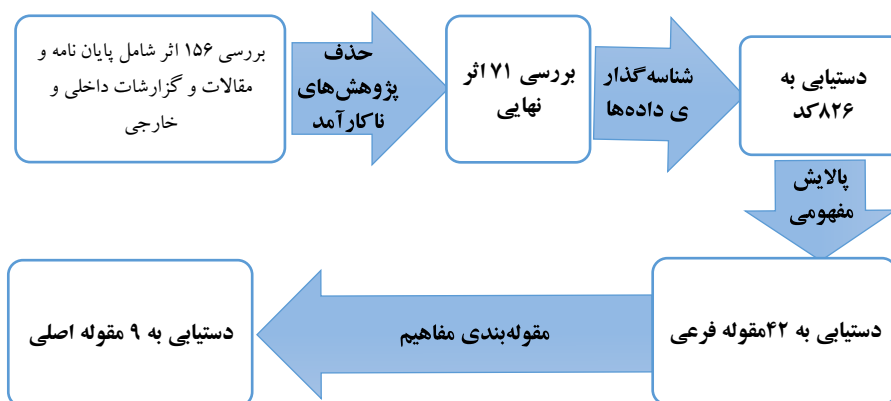 بررسی ۱۵۶ اثر شامل پایان نامه و
مقالات و گزارشات داخلی و
خارجی
حذف
پژوهش‌های
ناکارآمد
بررسی ۷۱ اثر
نهایی
شناسه‌گذار
ی داده‌ها
دستیابی به
۸۲۶کد
پالایش
مفهومی
دستیابی به ۴۲مقوله فرعی
مقوله‌بندی مفاهیم
دستیابی به ۹ مقوله اصلی